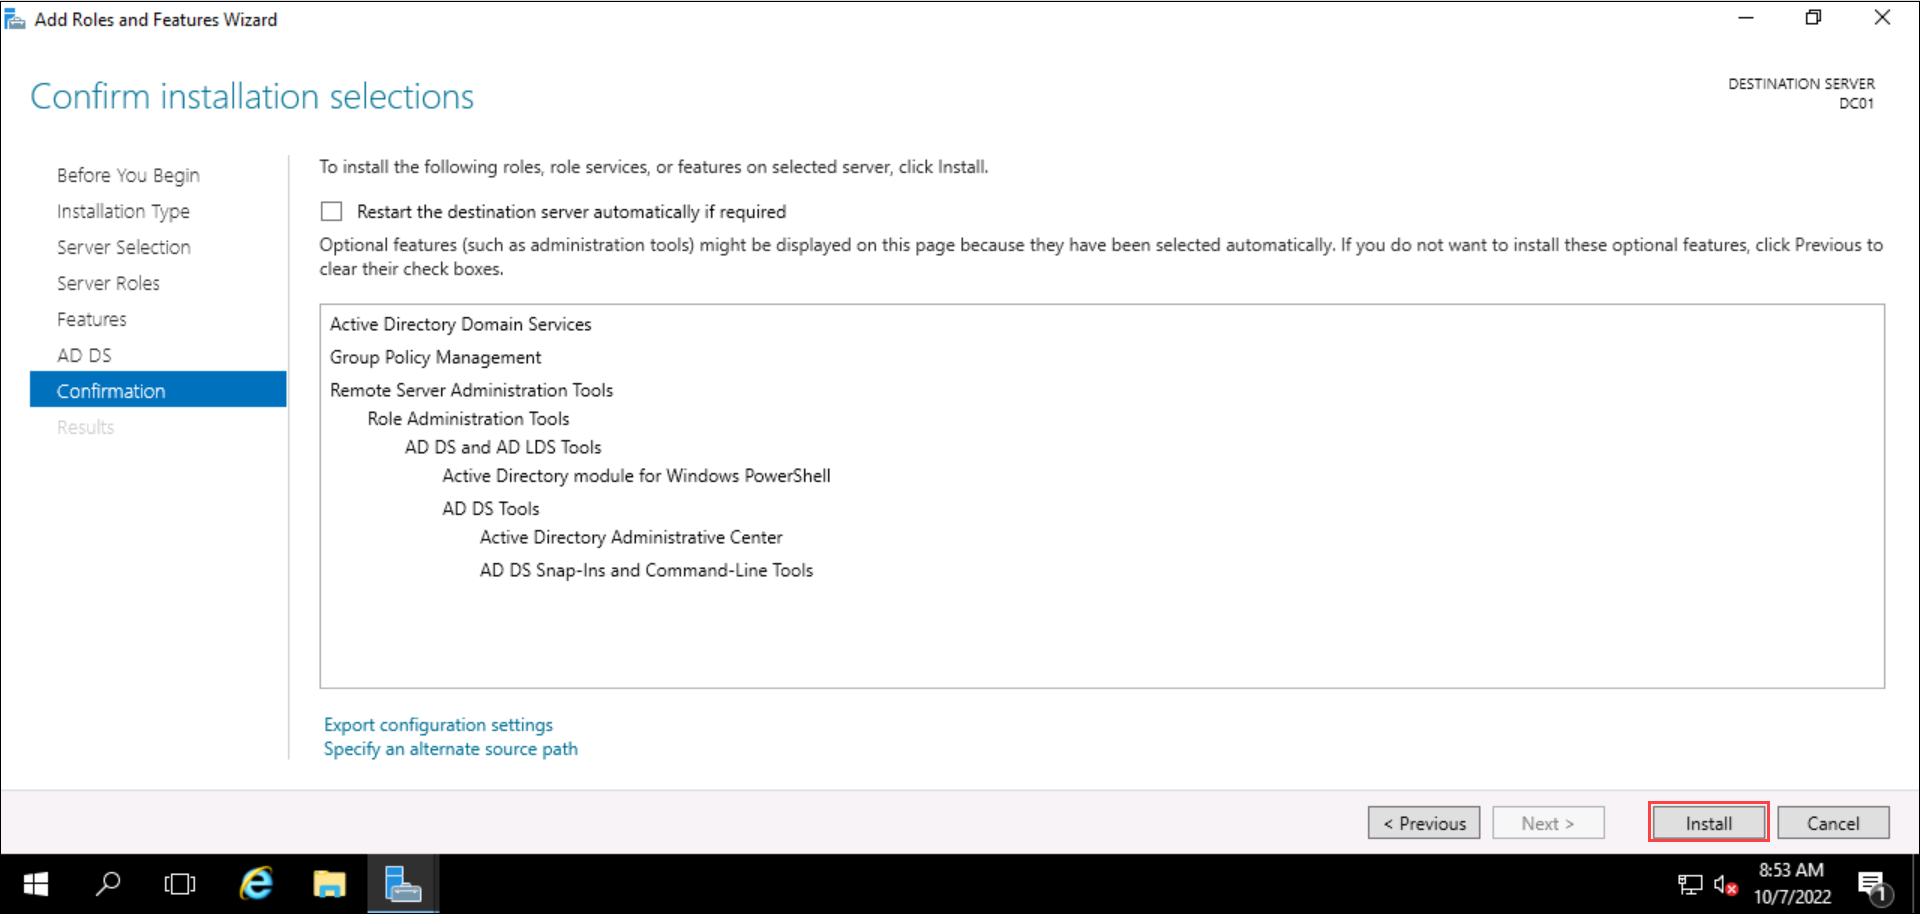 Add Roles and Features Wizard
Confirm installation selections
DESTINATION SERVER
DC01
Before You Begin
Installation Type
Server Selection
Server Roles
Features
AD DS
Confirmation
Results
To install the following roles, role services, or features on selected server, click Install.
Restart the destination server automatically if required
Optional features (such as administration tools) might be displayed on this page because they have been selected automatically. If you do not want to install these optional features, click Previous to
clear their check boxes.
Active Directory Domain Services
Group Policy Management
Remote Server Administration Tools
Role Administration Tools
AD DS and AD LDS Tools
Active Directory module for Windows PowerShell
AD DS Tools
Active Directory Administrative Center
AD DS Snap-Ins and Command-Line Tools
Export configuration settings
Specify an alternate source path
< Previous
Next >
Install
Cancel
8:53 AM
10/7/2022
1